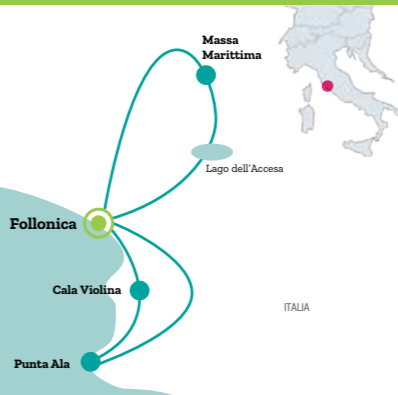 Massa
Marittima
Lago dell'Accesa
Follonica
Cala Violina
ITALIA
Punta Ala